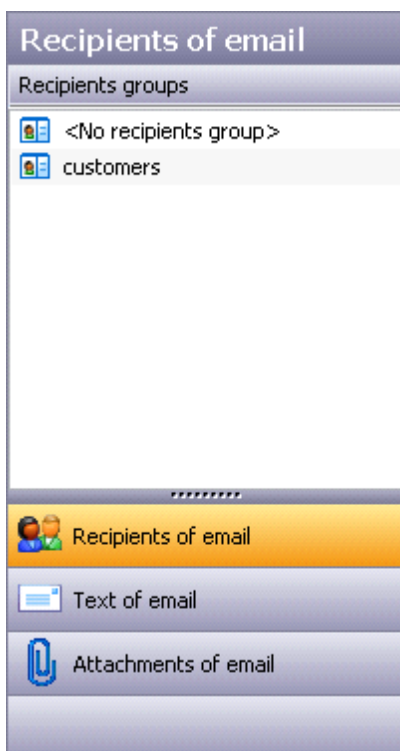 Recipients of email
Recipients groups
<No recipients group>
customers
Recipients of email
Text of email
Attachments of email